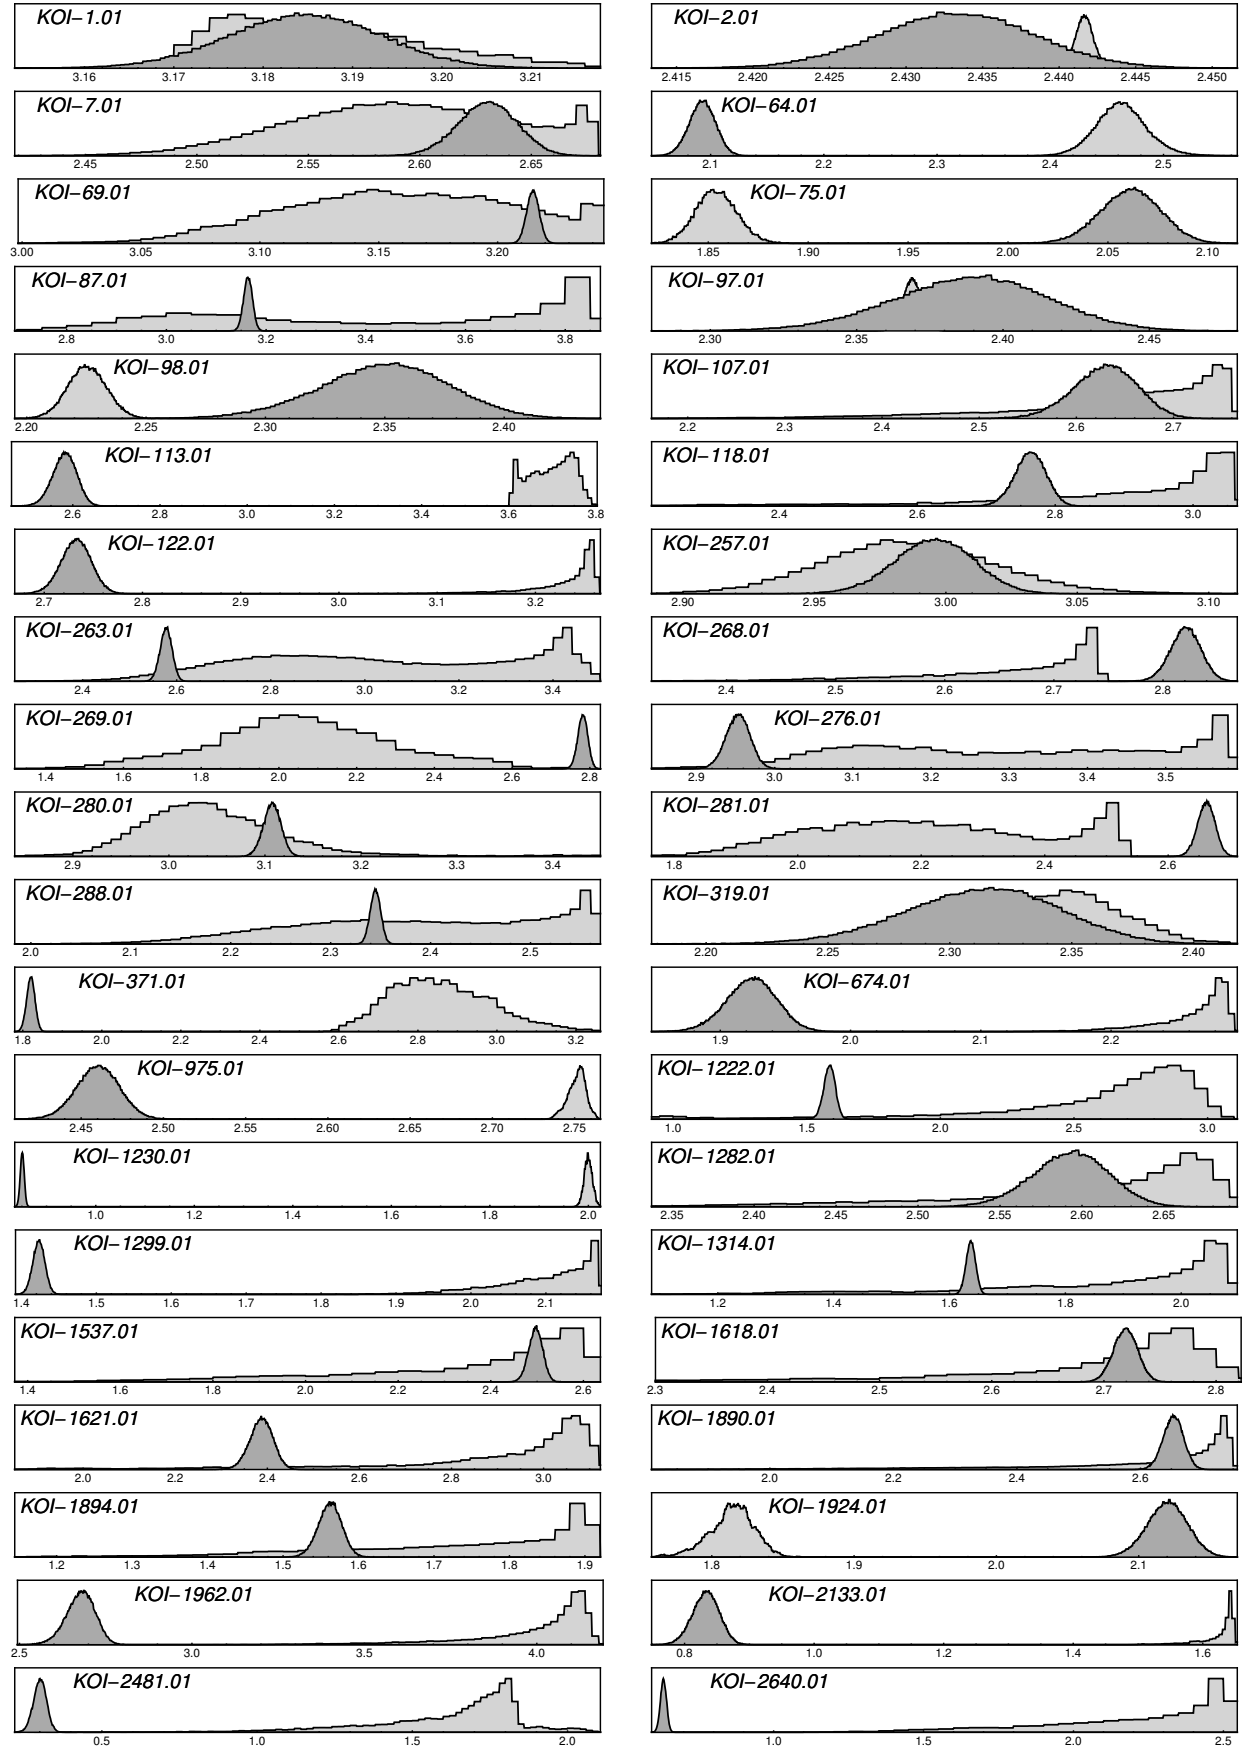 KOI–1.01
3.16 3.17 3.18 3.19 3.20 3.21
KOI–2.01
2.415 2.420 2.425 2.430 2.435 2.440 2.445 2.450
KOI–7.01
2.45 2.50 2.55 2.60 2.65
KOI–64.01
2.1 2.2 2.3 2.4 2.5
KOI–69.01
3.00 3.05 3.10 3.15 3.20
KOI–75.01
1.85 1.90 1.95 2.00 2.05 2.10
KOI–87.01
2.8 3.0 3.2 3.4 3.6 3.8
KOI–97.01
2.30 2.35 2.40 2.45
KOI–98.01
2.20 2.25 2.30 2.35 2.40
KOI–107.01
2.2 2.3 2.4 2.5 2.6 2.7
KOI–113.01
2.6 2.8 3.0 3.2 3.4 3.6 3.8
KOI–118.01
2.4 2.6 2.8 3.0
KOI–122.01
2.7 2.8 2.9 3.0 3.1 3.2
KOI–257.01
2.90 2.95 3.00 3.05 3.10
KOI–263.01
2.4 2.6 2.8 3.0 3.2 3.4
KOI–268.01
2.4 2.5 2.6 2.7 2.8
KOI–269.01
1.4 1.6 1.8 2.0 2.2 2.4 2.6 2.8
KOI–276.01
2.9 3.0 3.1 3.2 3.3 3.4 3.5
KOI–280.01
2.9 3.0 3.1 3.2 3.3 3.4
KOI–281.01
1.8 2.0 2.2 2.4 2.6
KOI–288.01
2.0 2.1 2.2 2.3 2.4 2.5
KOI–319.01
2.20 2.25 2.30 2.35 2.40
KOI–371.01
1.8 2.0 2.2 2.4 2.6 2.8 3.0 3.2
KOI–674.01
1.9 2.0 2.1 2.2
KOI–975.01
2.45 2.50 2.55 2.60 2.65 2.70 2.75
KOI–1222.01
1.0 1.5 2.0 2.5 3.0
KOI–1230.01
1.0 1.2 1.4 1.6 1.8 2.0
KOI–1282.01
2.35 2.40 2.45 2.50 2.55 2.60 2.65
KOI–1299.01
1.4 1.5 1.6 1.7 1.8 1.9 2.0 2.1
KOI–1314.01
1.2 1.4 1.6 1.8 2.0
KOI–1537.01
1.4 1.6 1.8 2.0 2.2 2.4 2.6
KOI–1618.01
2.3 2.4 2.5 2.6 2.7 2.8
KOI–1621.01
2.0 2.2 2.4 2.6 2.8 3.0
KOI–1890.01
2.0 2.2 2.4 2.6
KOI–1894.01
1.2 1.3 1.4 1.5 1.6 1.7 1.8 1.9
KOI–1924.01
1.8 1.9 2.0 2.1
KOI–1962.01
2.5 3.0 3.5 4.0
KOI–2133.01
0.8 1.0 1.2 1.4 1.6
KOI–2481.01
0.5 1.0 1.5 2.0
KOI–2640.01
1.0 1.5 2.0 2.5